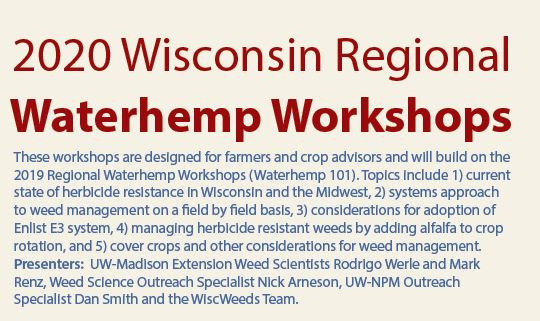 2020 Wisconsin Regional
Waterhemp Workshops
These workshops are designed for farmers and crop advisors and will build on the
2019 Regional Waterhemp Workshops (Waterhemp 101). Topics include 1) current
state of herbicide resistance in Wisconsin and the Midwest, 2) systems approach
to weed management on a field by field basis, 3) considerations for adoption of
Enlist E3 system, 4) managing herbicide resistant weeds by adding alfalfa to crop
rotation, and 5) cover crops and other considerations for weed management.
Presenters: UW-Madison Extension Weed Scientists Rodrigo Werle and Mark
Renz, Weed Science Outreach Specialist Nick Arneson, UW-NPM Outreach
Specialist Dan Smith and the WiscWeeds Team.